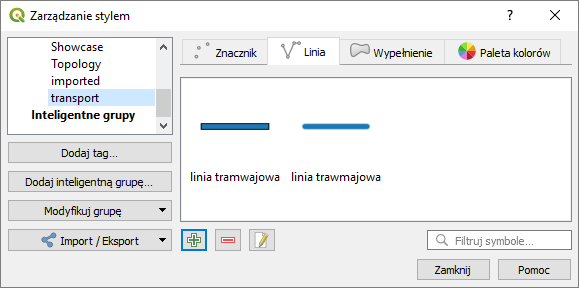 Zarządzanie stylem
Showcase
Topology
imported
transport
Inteligentne grupy
Dodaj tag...
Dodaj inteligentną grupę...
Modyfikuj grupę
Import / Eksport
Znacznik
Linia
Wypełnienie
Paleta kolorów
linia tramwajowa
linia trawmajowa
Filtruj symbole...
Zamknij
Pomoc